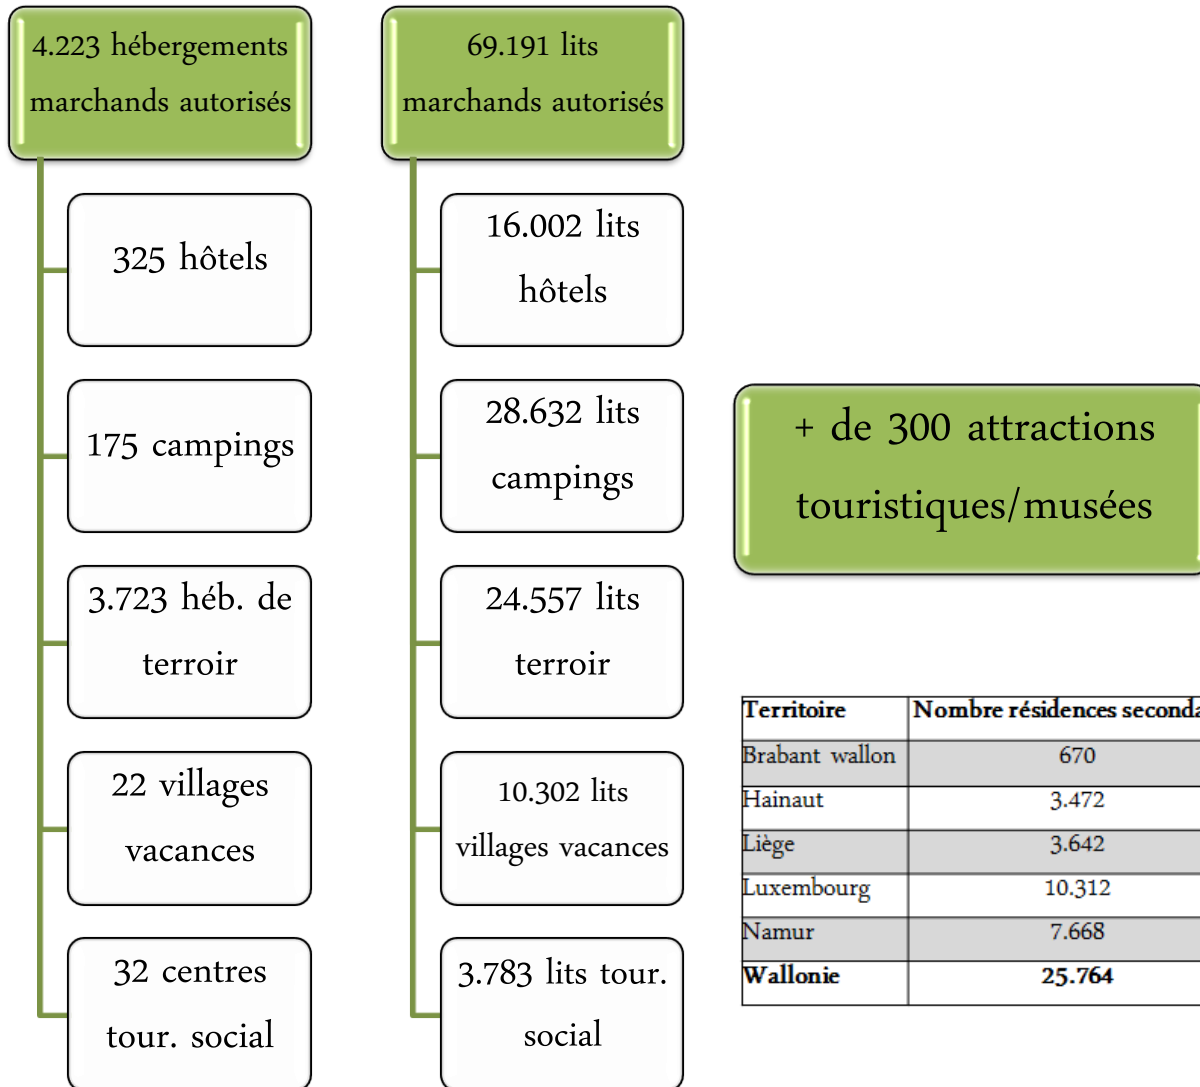 4.223 hébergements
marchands autorisés
325 hôtels
175 campings
3.723 héb. de
terroir
22 villages
vacances
32 centres
tour. social
69.191 lits
marchands autorisés
16.002 lits
hôtels
28.632 lits
campings
24.557 lits
terroir
10.302 lits
villages vacances
3.783 lits tour.
social
+ de 300 attractions
touristiques/musées
Territoire Nombre résidences seconda
Brabant wallon 670
Hainaut 3.472
Liège 3.642
Luxembourg 10.312
Namur 7.668
Wallonie 25.764